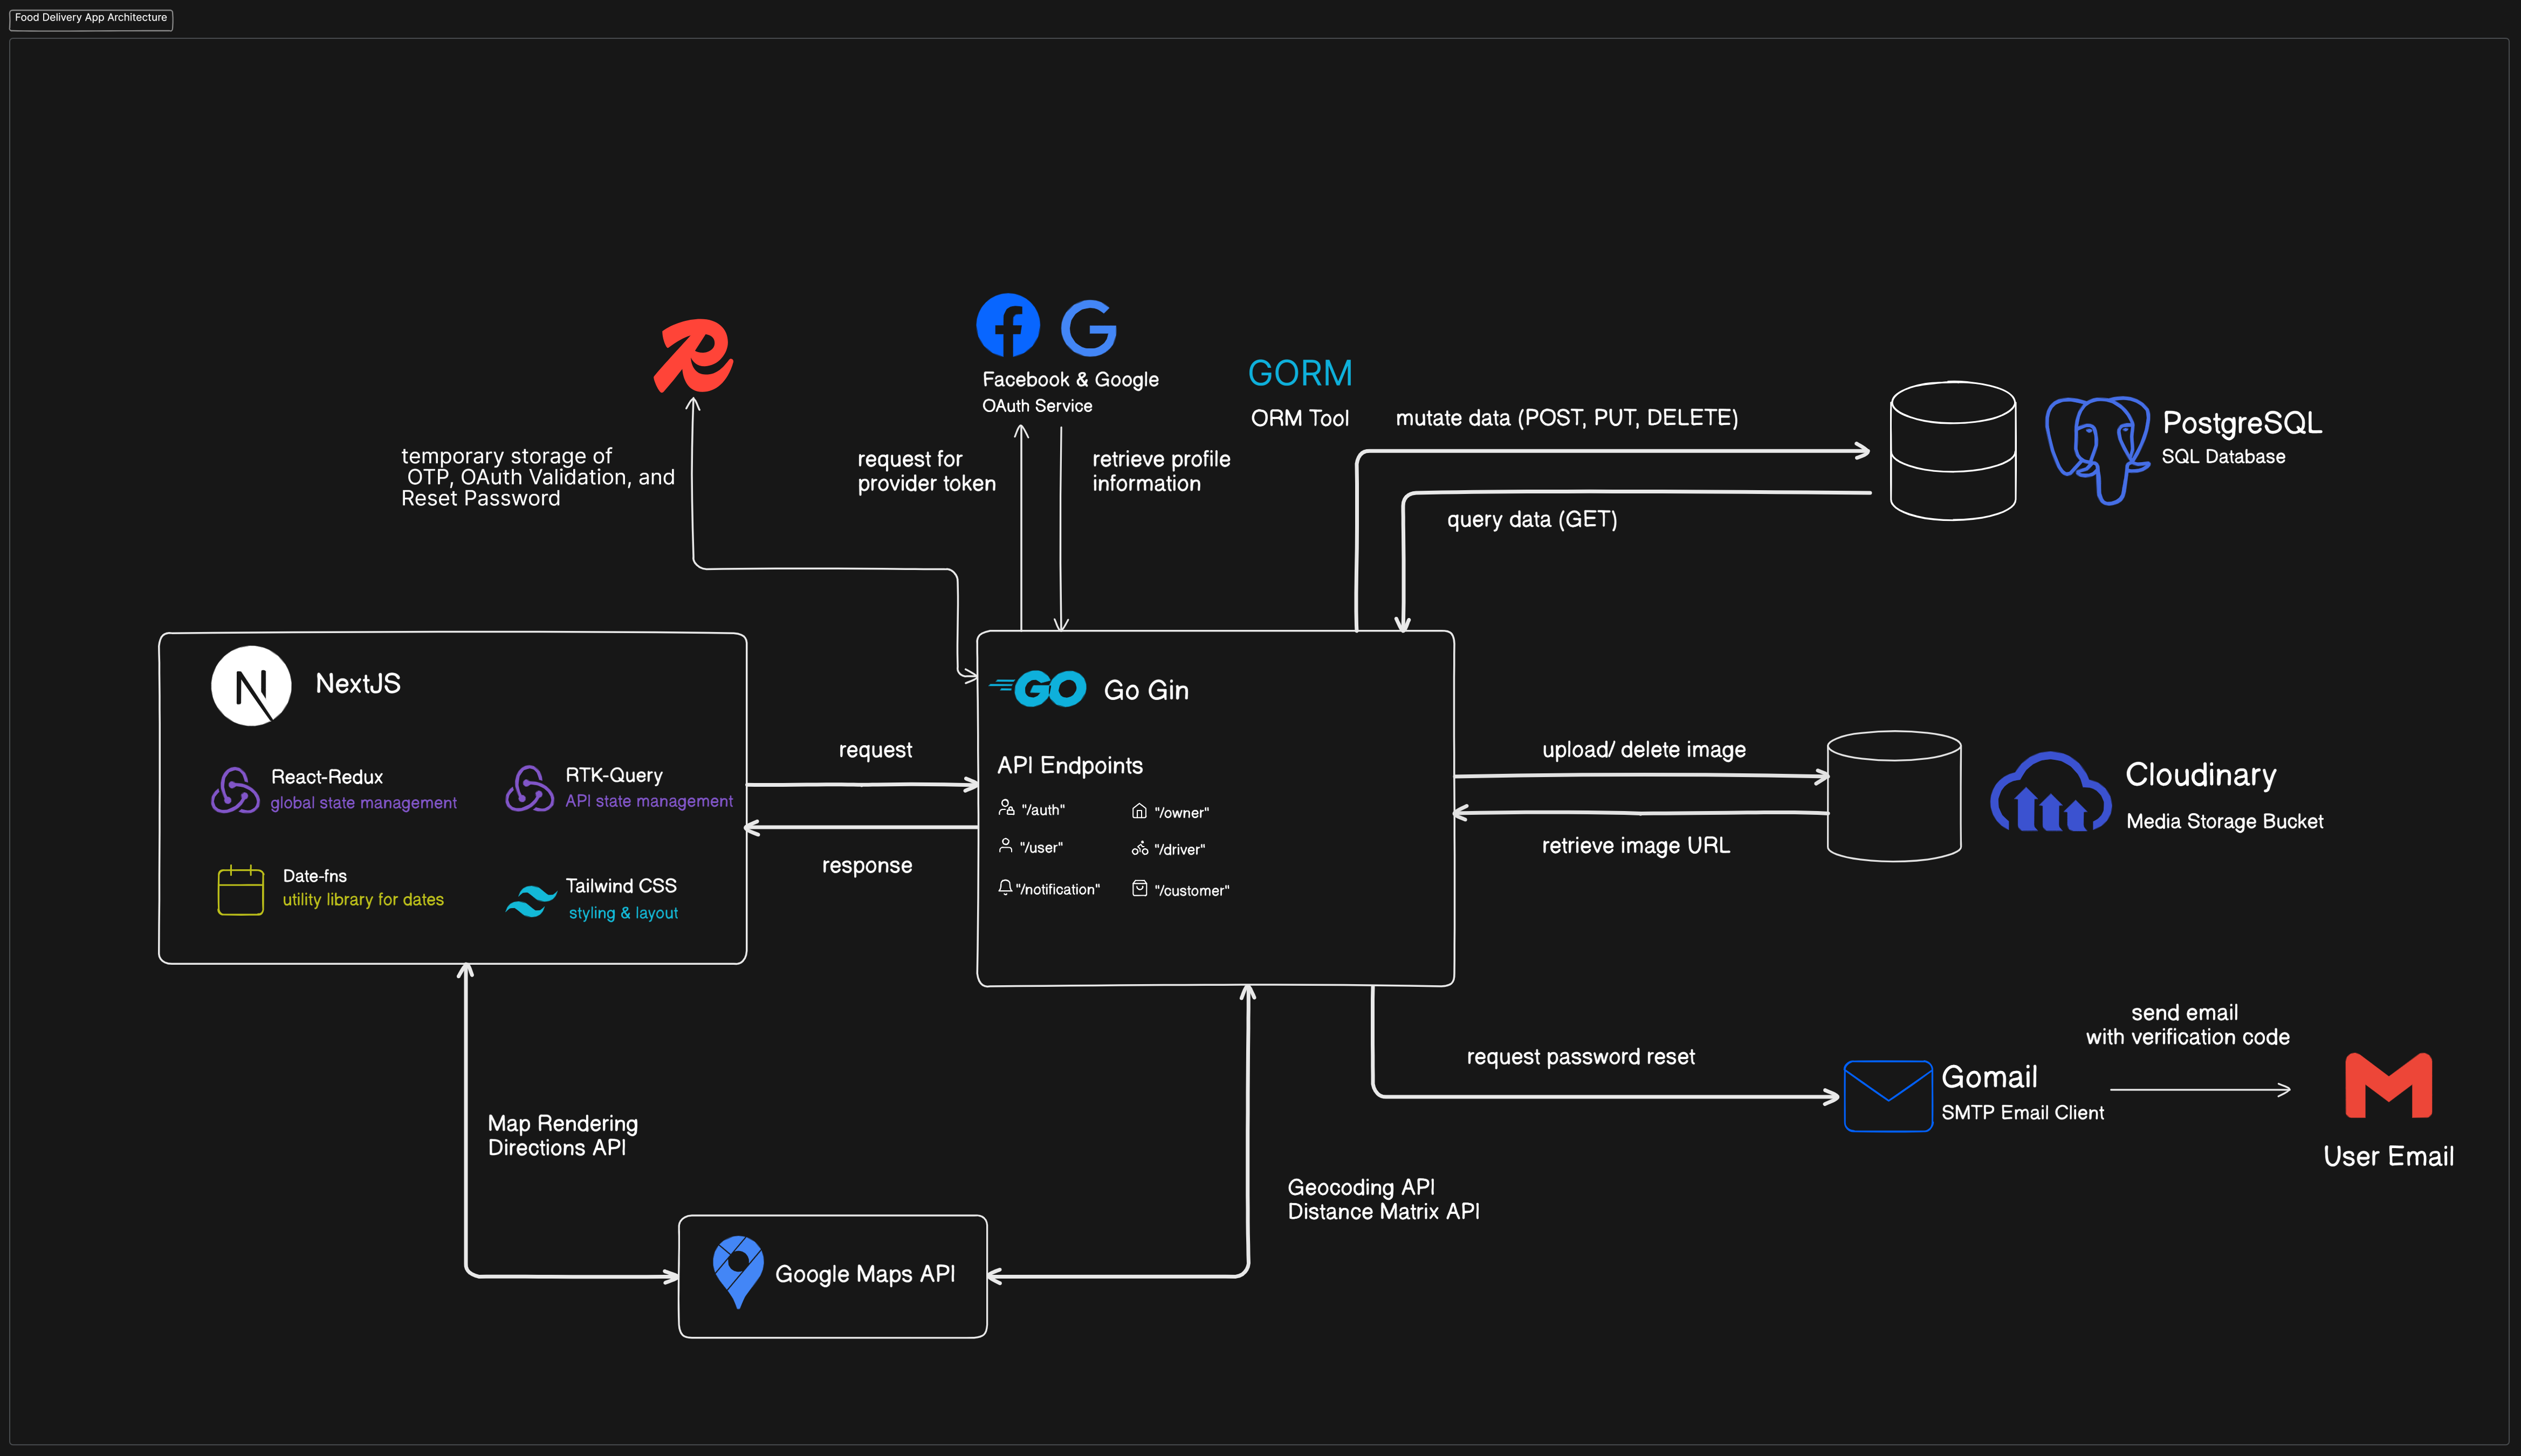 Food Delivery App Architecture
Facebook & Google
OAuth Service
GORM
ORM Tool
mutate data (POST, PUT, DELETE)
PostgreSQL
SQL Database
temporary storage of
OTP, OAuth Validation, and
Reset Password
request for
provider token
retrieve profile
information
query data (GET)
NextJS
React-Redux
global state management
RTK-Query
API state management
Date-fns
utility library for dates
Tailwind CSS
styling & layout
request
response
GO
Go Gin
API Endpoints
"/auth"
"/owner"
"/user"
"/driver"
"/notification"
"/customer"
upload/ delete image
retrieve image URL
Cloudinary
Media Storage Bucket
request password reset
Gomail
SMTP Email Client
send email
with verification code
User Email
Map Rendering
Directions API
Geocoding API
Distance Matrix API
Google Maps API